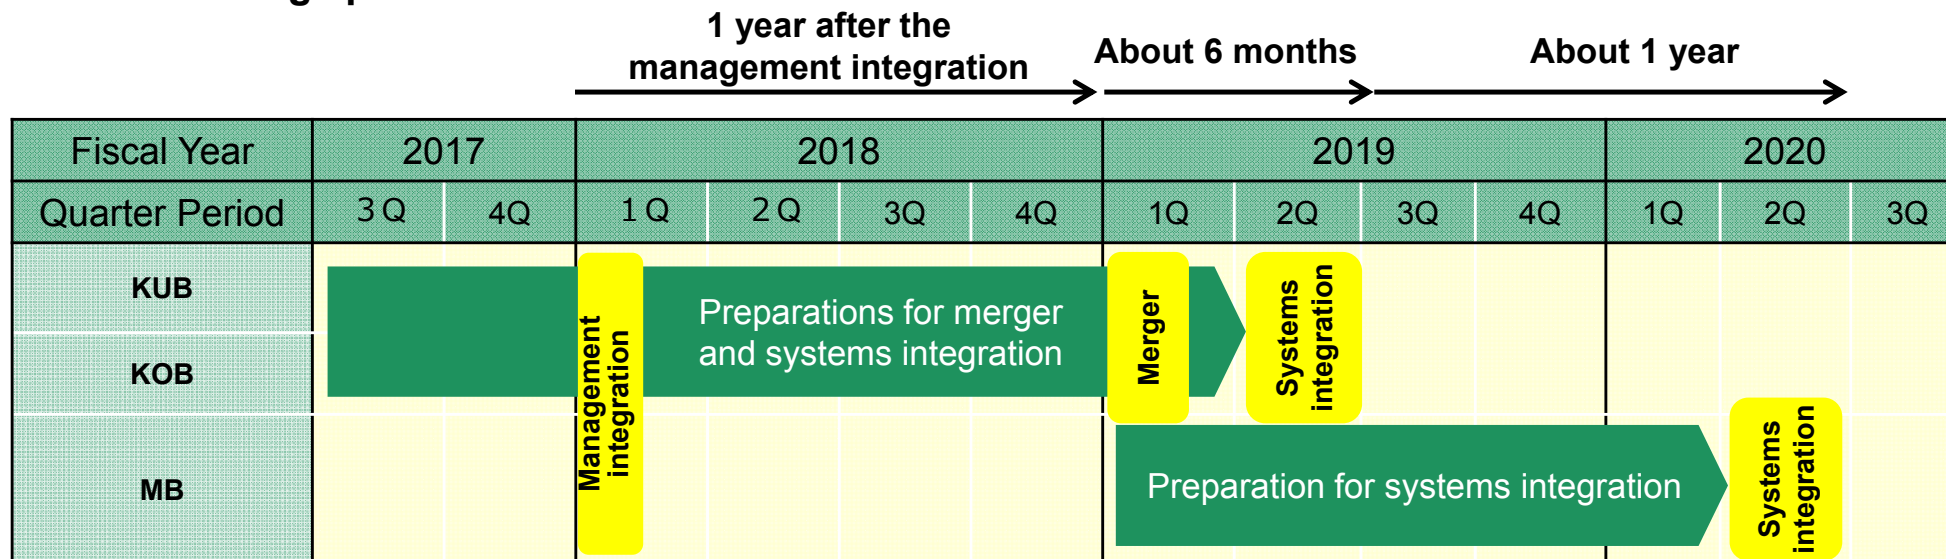 1 year after the
management integration
About 6 months
About 1 year
Fiscal Year 2017 2018 2019 2020
Quarter Period 3Q 4Q 1Q 2Q 3Q 4Q 1Q 2Q 3Q 4Q 1Q 2Q 3Q
KUB
KOB
MB
Management
integration
Preparations for merger
and systems integration
Merger
Systems
integration
Preparation for systems integration
Systems
integration